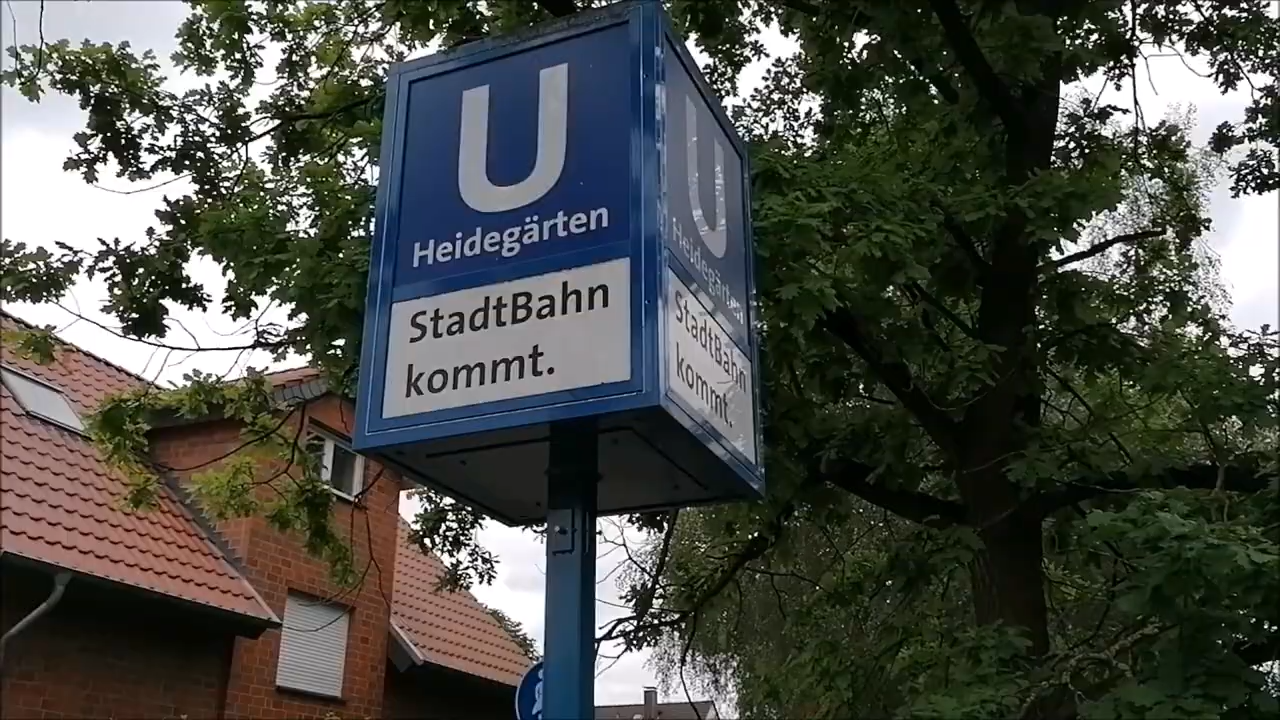 U
Heidegärten
StadtBahn
kommt.
U
Heidegärten
StadtBahn
kommt.